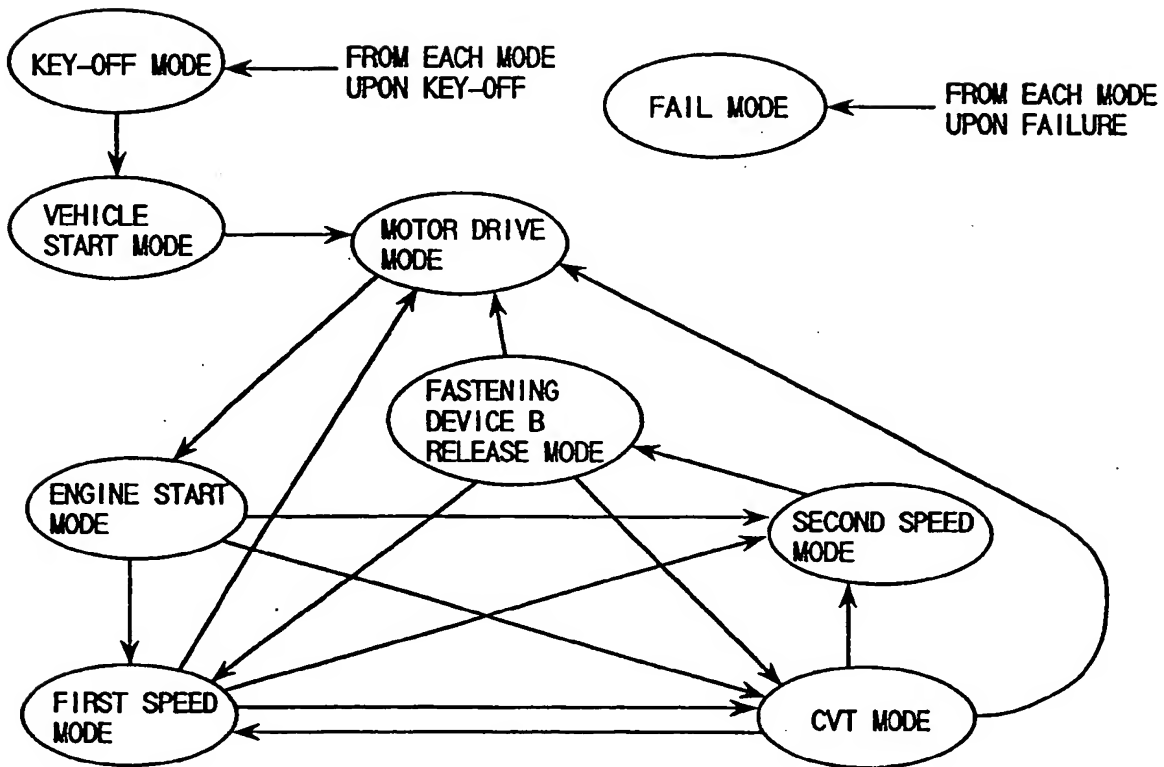 KEY-OFF MODE
FROM EACH MODE
UPON KEY-OFF
FAIL MODE
FROM EACH MODE
UPON FAILURE
VEHICLE
START MODE
MOTOR DRIVE
MODE
FASTENING
DEVICE B
RELEASE MODE
ENGINE START
MODE
SECOND SPEED
MODE
FIRST SPEED
MODE
CVT MODE